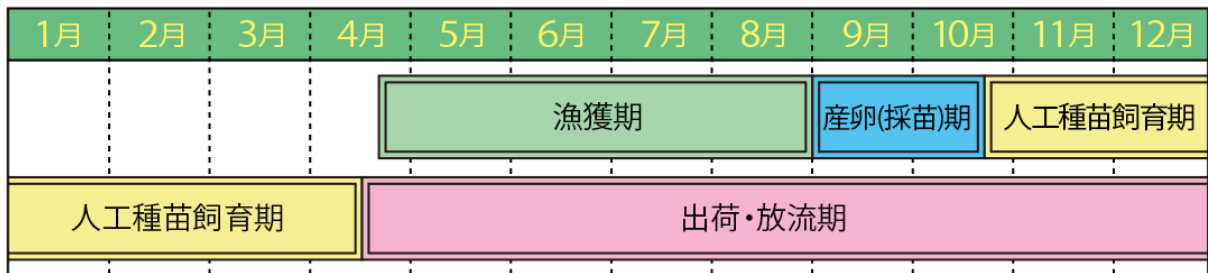 1月 2月 3月 4月 5月 6月 7月 8月 9月 10月 11月 12月
漁獲期 産卵(採苗)期 人工種苗飼育期
人工種苗飼育期 出荷・放流期